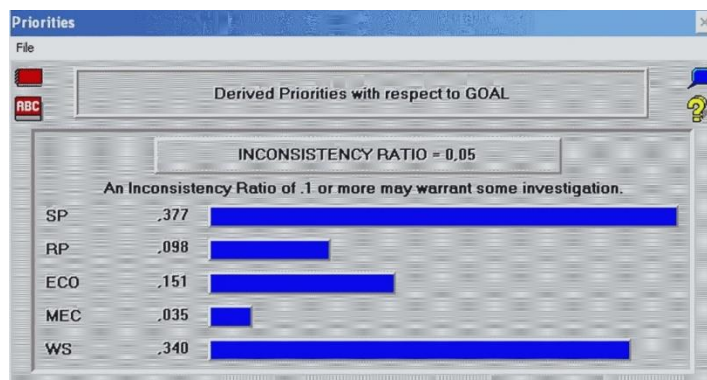 Priorities
File
ABC
Derived Priorities with respect to GOAL
INCONSISTENCY RATIO = 0,05
An Inconsistency Ratio of .1 or more may warrant some investigation.
SP ,377
RP ,098
ECO ,151
MEC ,035
WS ,340